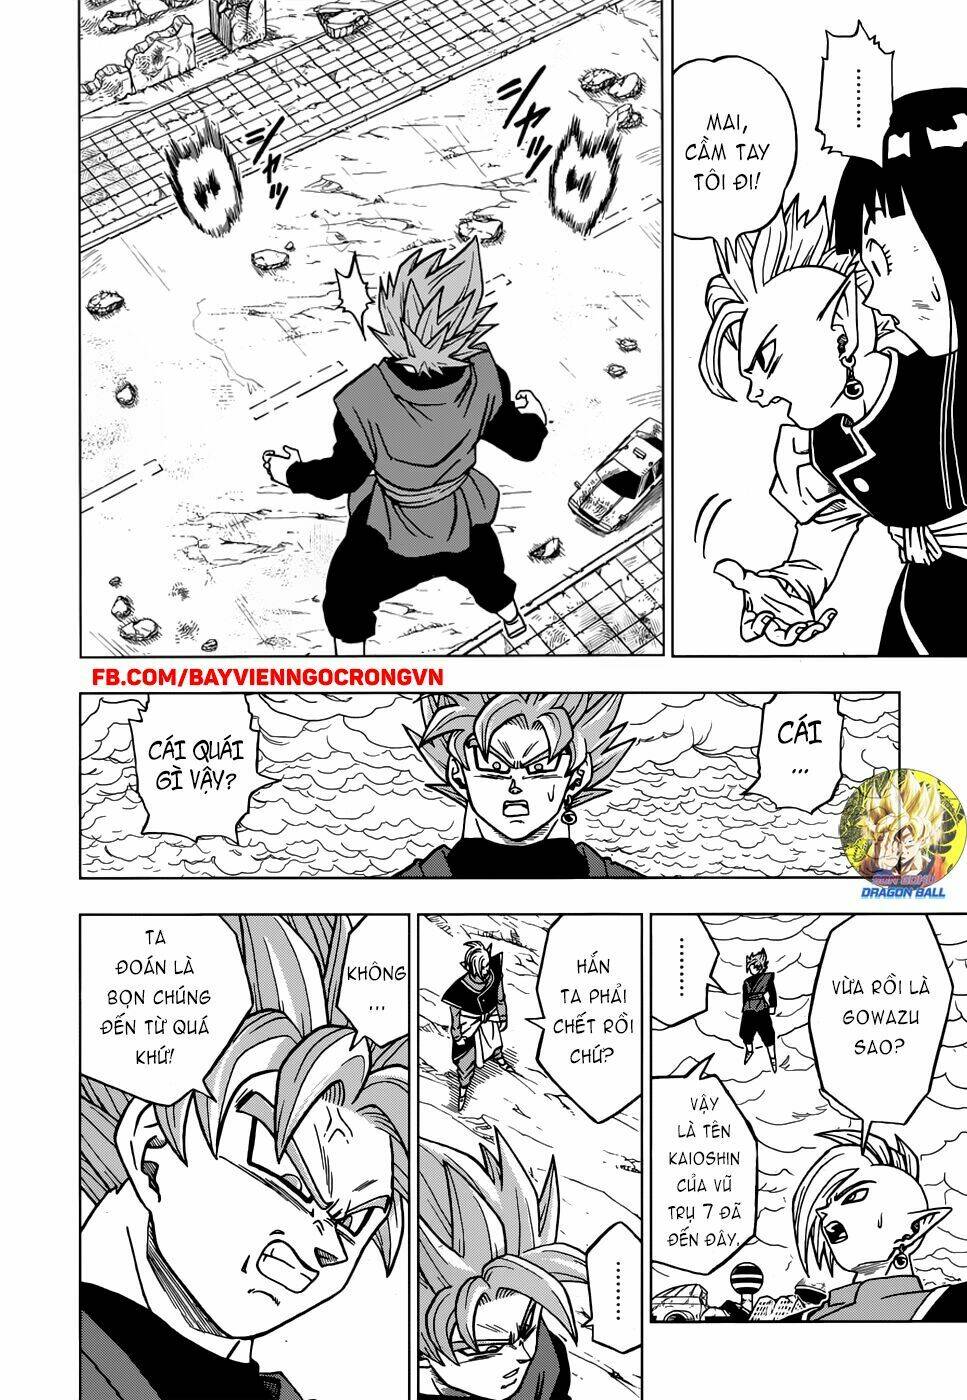 .........
MAI,
CẦM TAY
TÔI ĐI!
FB.COM/BAYVIENNGOCRONGVN
CÁI
...
CÁI QUÁI
GÌ VẬY?
DRAGON BALL
VỪA RỒI LÀ
GOWAZU
SAO?
.........
VẬY
LÀ TÊN
KAIOSHIN
CỦA VŨ
TRỤ 7 ĐÃ
ĐẾN ĐÂY.
HẮN
TA PHẢI
CHẾT RỒI
CHỨ?
.........
KHÔNG
...
TA
ĐOÁN LÀ
BỌN CHÚNG
ĐẾN TỪ QUÁ
KHỨ!